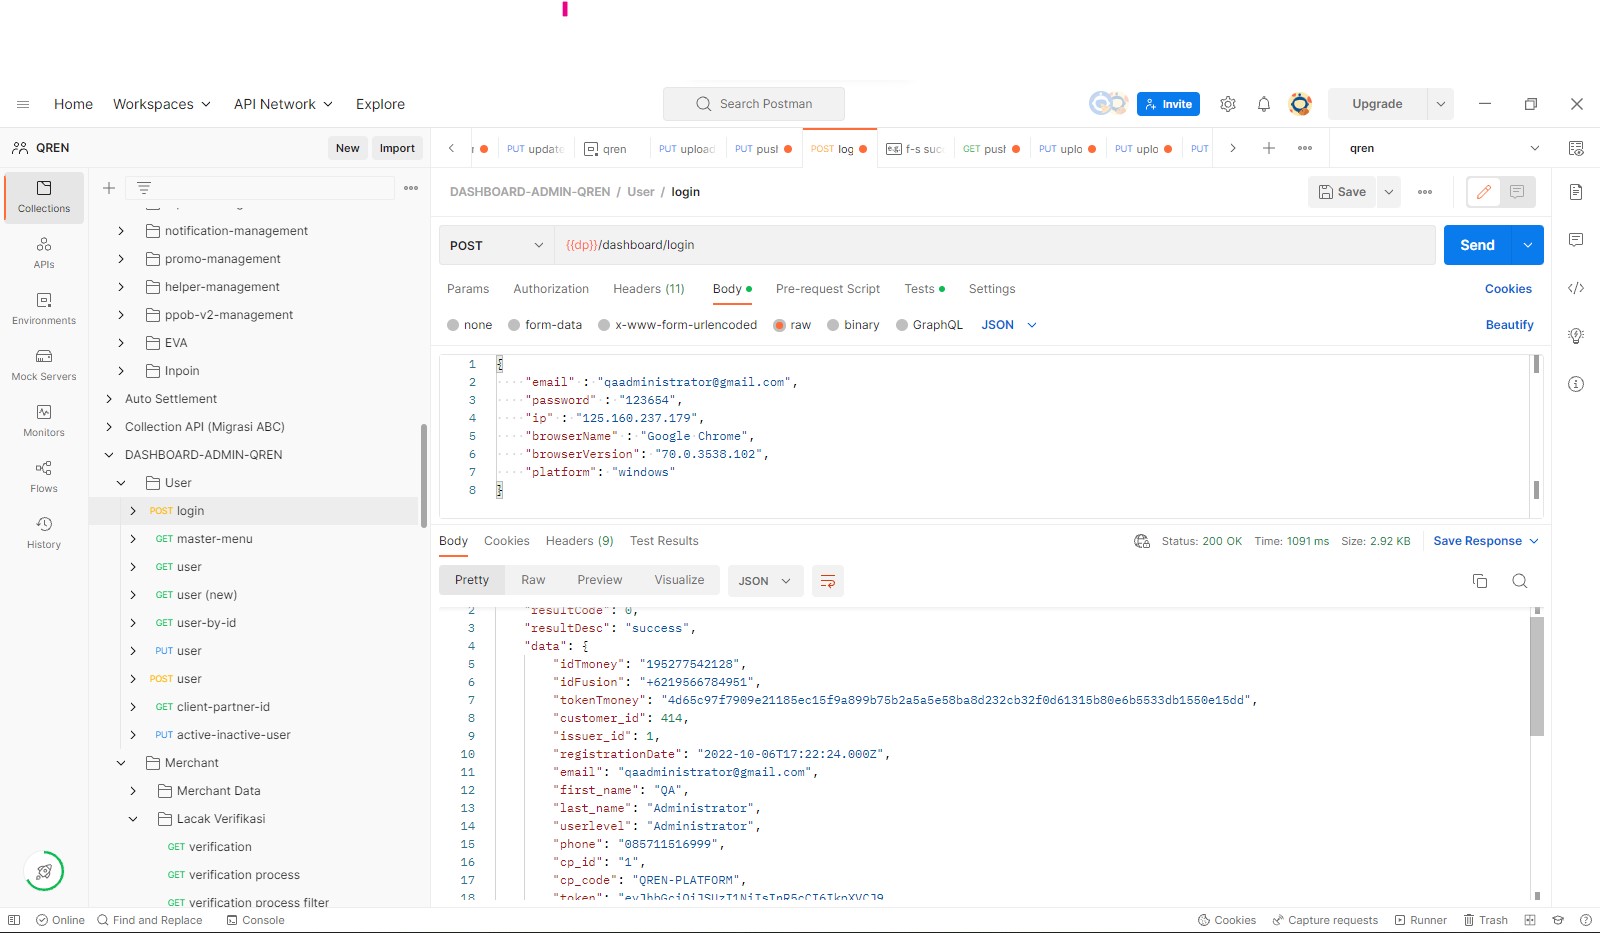 Home Workspaces API Network Explore
Search Postman
Invite
Upgrade
QREN
New Import
PUT update
qren
PUT upload
PUT pus
POST log
e.g. f-s suc
GET pus
PUT uplo
PUT uplo
PUT
qren
Collections
APIs
Environments
Mock Servers
Monitors
Flows
History
notification-management
promo-management
helper-management
ppob-v2-management
EVA
Inpoin
Auto Settlement
Collection API (Migrasi ABC)
DASHBOARD-ADMIN-QREN
User
POST login
GET master-menu
GET user
GET user (new)
GET user-by-id
PUT user
POST user
GET client-partner-id
PUT active-inactive-user
Merchant
Merchant Data
Lacak Verifikasi
GET verification
GET verification process
GET verification process filter
DASHBOARD-ADMIN-QREN / User / login
Save
POST {{dp}}/dashboard/login
Send
Params Authorization Headers (11) Body Pre-request Script Tests Settings
Cookies
none form-data x-www-form-urlencoded raw binary GraphQL JSON
Beautify
1 {
2 "email" : "qaadministrator@gmail.com",
3 "password" : "123654",
4 "ip" : "125.160.237.179",
5 "browserName" : "Google Chrome",
6 "browserVersion": "70.0.3538.102",
7 "platform": "windows"
8 }
Body Cookies Headers (9) Test Results
Status: 200 OK Time: 1091 ms Size: 2.92 KB Save Response
Pretty Raw Preview Visualize JSON
2 "resultCode": 0,
3 "resultDesc": "success",
4 "data": {
5 "idTmoney": "195277542128",
6 "idFusion": "+6219566784951",
7 "tokenTmoney": "4d65c97f7909e21185ec15f9a899b75b2a5a5e58ba8d232cb32f0d61315b80e6b5533db1550e15dd",
8 "customer_id": 414,
9 "issuer_id": 1,
10 "registrationDate": "2022-10-06T17:22:24.000Z",
11 "email": "qaadministrator@gmail.com",
12 "first_name": "QA",
13 "last_name": "Administrator",
14 "userlevel": "Administrator",
15 "phone": "085711516999",
16 "cp_id": "1",
17 "cp_code": "QREN-PLATFORM",
18 "token": "eyJhbGciOiJSUzI1NiIsInR5cCI6IkpXVCJ9.
Online Find and Replace Console
Cookies Capture requests Runner Trash